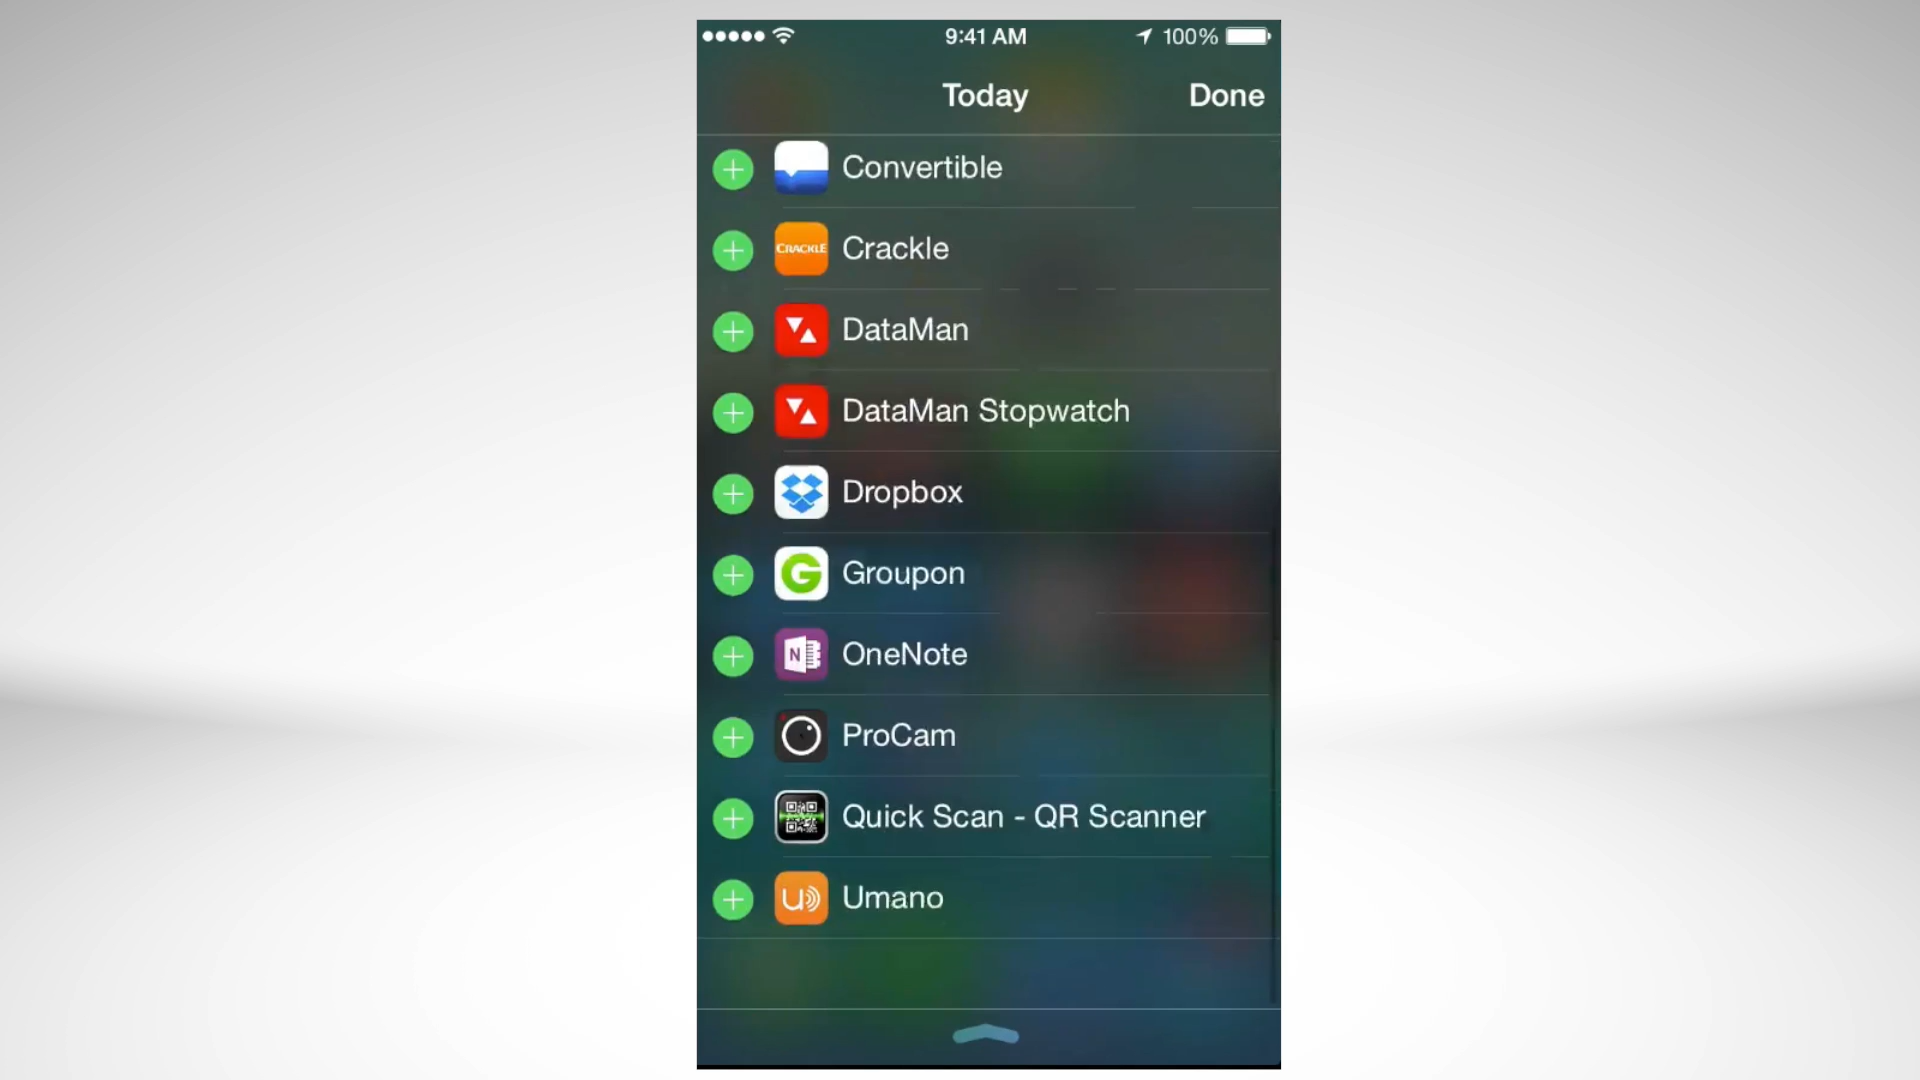 9:41 AM
100%
Today
Done
Convertible
CRACKLE
Crackle
DataMan
DataMan Stopwatch
Dropbox
G
Groupon
N
OneNote
ProCam
Quick Scan - QR Scanner
U
Umano